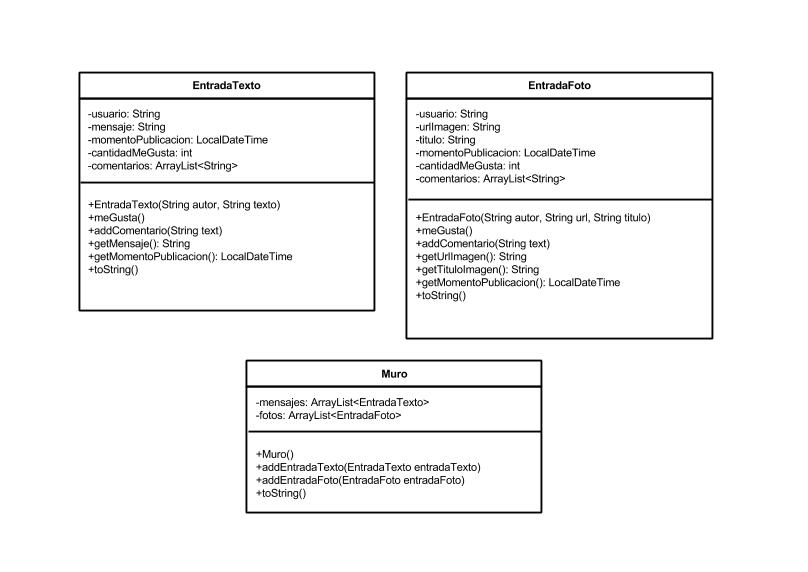 EntradaTexto
-usuario: String
-mensaje: String
-momentoPublicacion: LocalDateTime
-cantidadMeGusta: int
-comentarios: ArrayList<String>
+EntradaTexto(String autor, String texto)
+meGusta()
+addComentario(String text)
+getMensaje(): String
+getMomentoPublicacion(): LocalDateTime
+toString()
EntradaFoto
-usuario: String
-urlImagen: String
-titulo: String
-momentoPublicacion: LocalDateTime
-cantidadMeGusta: int
-comentarios: ArrayList<String>
+EntradaFoto(String autor, String url, String titulo)
+meGusta()
+addComentario(String text)
+getUrlImagen(): String
+getTituloImagen(): String
+getMomentoPublicacion(): LocalDateTime
+toString()
Muro
-mensajes: ArrayList<EntradaTexto>
-fotos: ArrayList<EntradaFoto>
+Muro()
+addEntradaTexto(EntradaTexto entradaTexto)
+addEntradaFoto(EntradaFoto entradaFoto)
+toString()